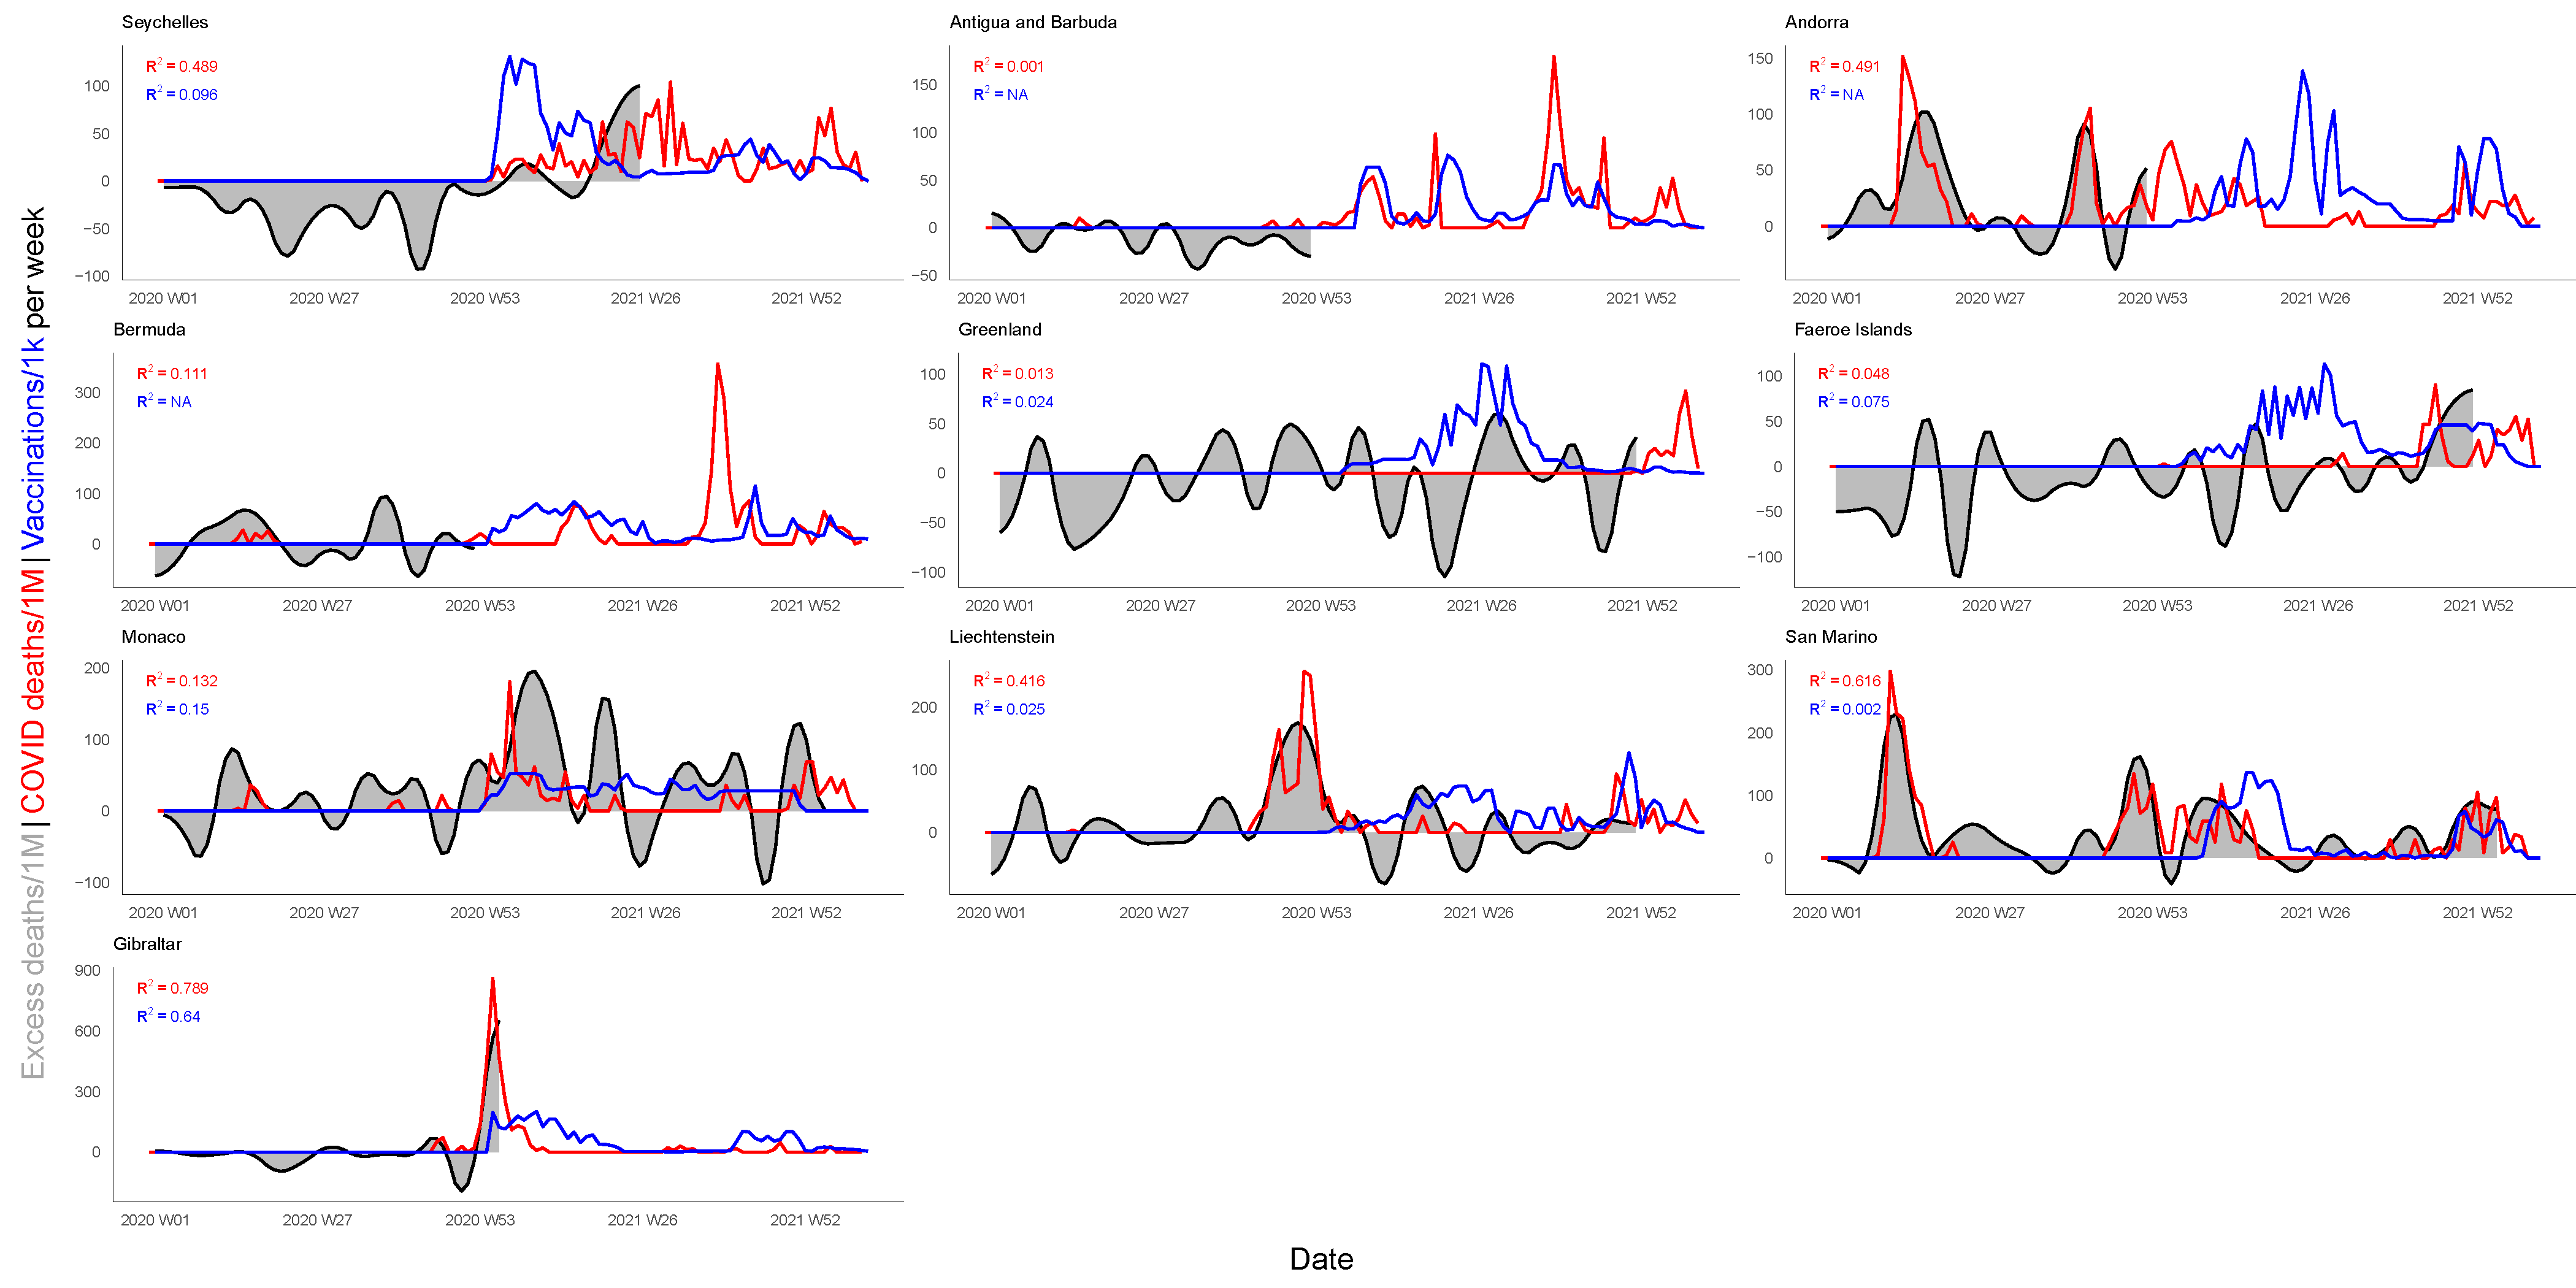 Excess deaths/1M | COVID deaths/1M | Vaccinations/1k per week
Seychelles
R² = 0.489
R² = 0.096
100
50
0
−50
−100
2020 W01 2020 W27 2020 W53 2021 W26 2021 W52
Antigua and Barbuda
R² = 0.001
R² = NA
150
100
50
0
−50
2020 W01 2020 W27 2020 W53 2021 W26 2021 W52
Andorra
R² = 0.491
R² = NA
150
100
50
0
2020 W01 2020 W27 2020 W53 2021 W26 2021 W52
Bermuda
R² = 0.111
R² = NA
300
200
100
0
2020 W01 2020 W27 2020 W53 2021 W26 2021 W52
Greenland
R² = 0.013
R² = 0.024
100
50
0
−50
−100
2020 W01 2020 W27 2020 W53 2021 W26 2021 W52
Faeroe Islands
R² = 0.048
R² = 0.075
100
50
0
−50
−100
2020 W01 2020 W27 2020 W53 2021 W26 2021 W52
Monaco
R² = 0.132
R² = 0.15
200
100
0
−100
2020 W01 2020 W27 2020 W53 2021 W26 2021 W52
Liechtenstein
R² = 0.416
R² = 0.025
200
100
0
2020 W01 2020 W27 2020 W53 2021 W26 2021 W52
San Marino
R² = 0.616
R² = 0.002
300
200
100
0
2020 W01 2020 W27 2020 W53 2021 W26 2021 W52
Gibraltar
R² = 0.789
R² = 0.64
900
600
300
0
2020 W01 2020 W27 2020 W53 2021 W26 2021 W52
Date